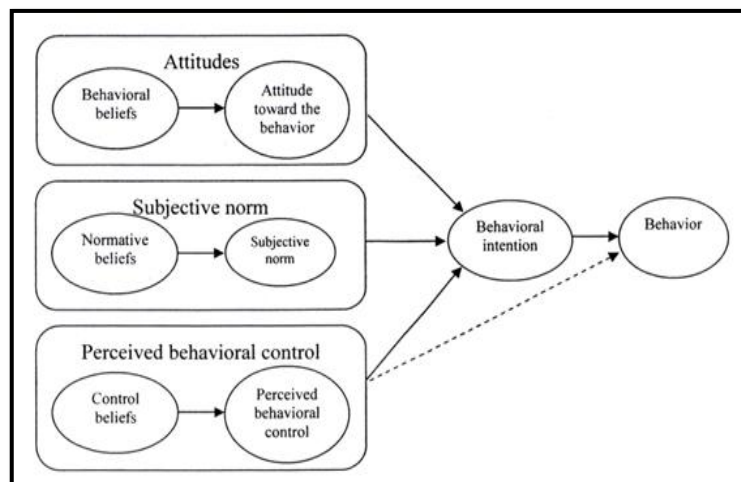 Attitudes
Behavioral
beliefs
Attitude
toward the
behavior
Subjective norm
Normative
beliefs
Subjective
norm
Perceived behavioral control
Control
beliefs
Perceived
behavioral
control
Behavioral
intention
Behavior